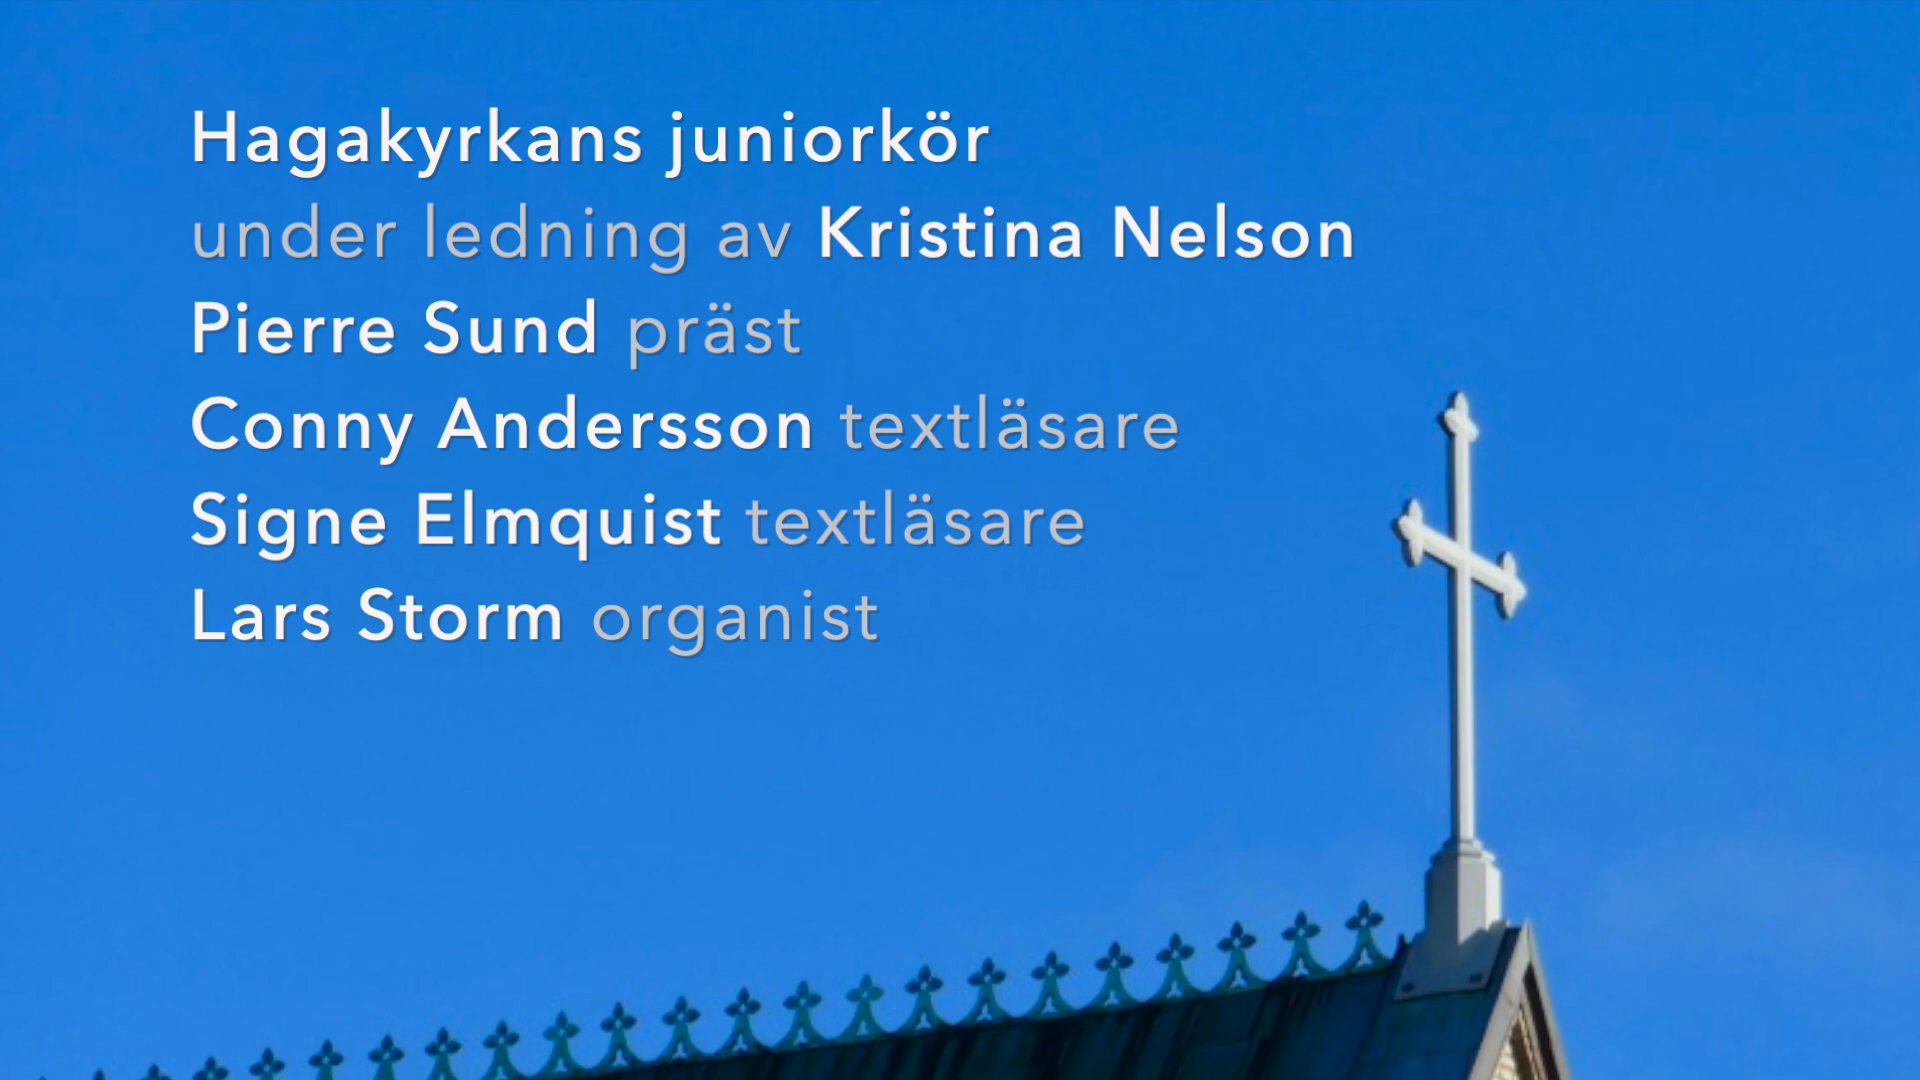 Hagakyrkans juniorkör
under ledning av Kristina Nelson
Pierre Sund präst
Conny Andersson textläsare
Signe Elmquist textläsare
Lars Storm organist